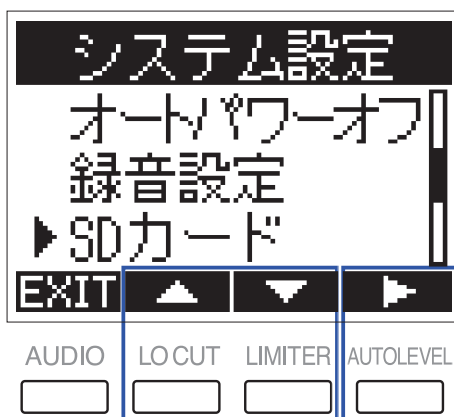 システム設定
オートパワーオフ
録音設定
▶SDカード
EXIT ▲ ▼ ▶
AUDIO LO CUT LIMITER AUTOLEVEL